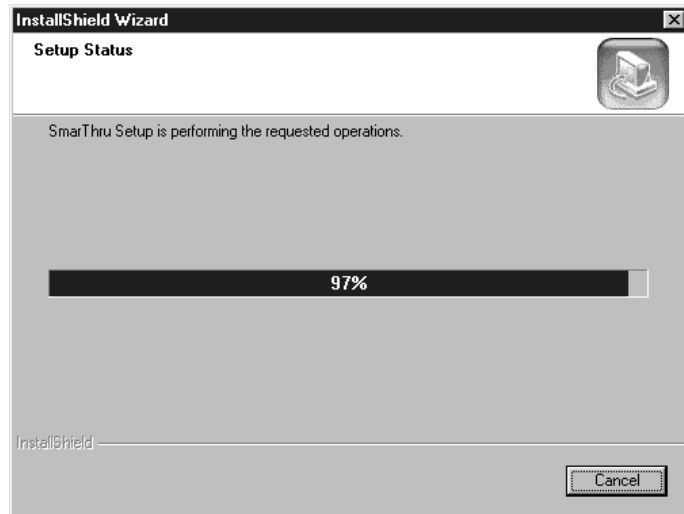 InstallShield Wizard
Setup Status
SmarThru Setup is performing the requested operations.
97%
InstallShield
Cancel